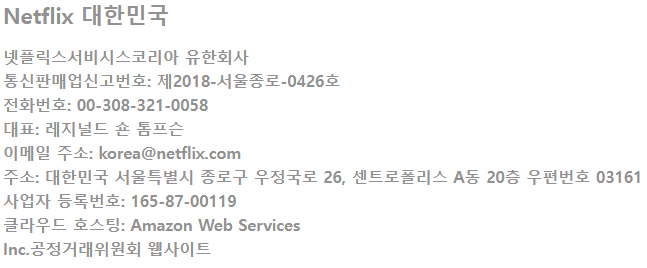 Netflix 대한민국
넷플릭스서비시스코리아 유한회사
통신판매업신고번호: 제2018-서울종로-0426호
전화번호: 00-308-321-0058
대표: 레지널드 숀 톰프슨
이메일 주소: korea@netflix.com
주소: 대한민국 서울특별시 종로구 우정국로 26, 센트로폴리스 A동 20층 우편번호 03161
사업자 등록번호: 165-87-00119
클라우드 호스팅: Amazon Web Services
Inc.공정거래위원회 웹사이트